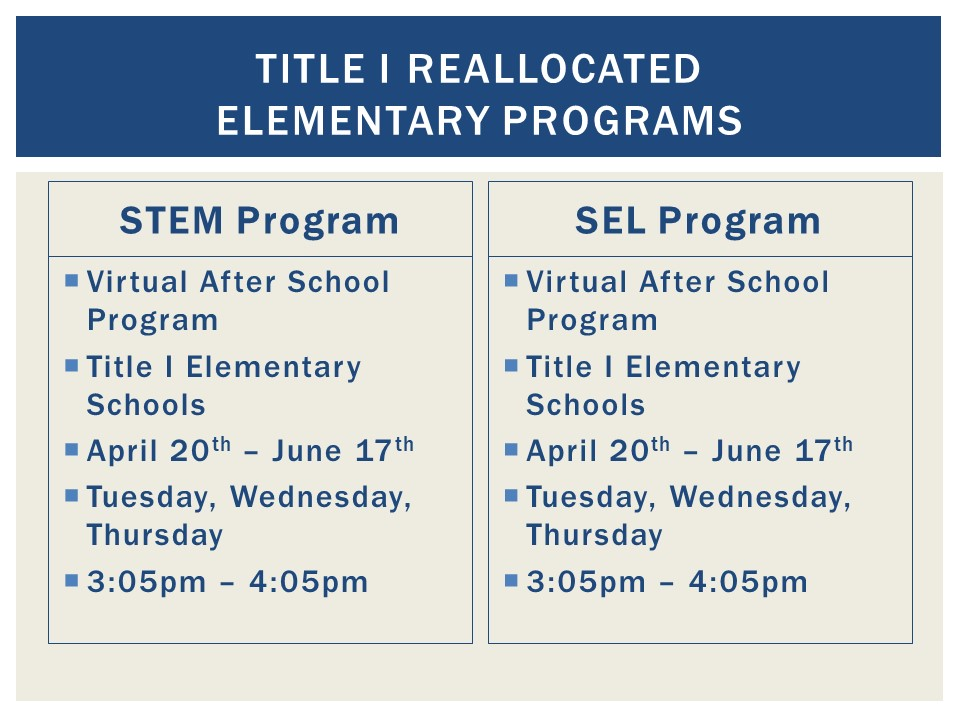 TITLE I REALLOCATED
ELEMENTARY PROGRAMS
STEM Program
▪ Virtual After School
Program
▪ Title I Elementary
Schools
▪ April 20th – June 17th
▪ Tuesday, Wednesday,
Thursday
▪ 3:05pm – 4:05pm
SEL Program
▪ Virtual After School
Program
▪ Title I Elementary
Schools
▪ April 20th – June 17th
▪ Tuesday, Wednesday,
Thursday
▪ 3:05pm – 4:05pm